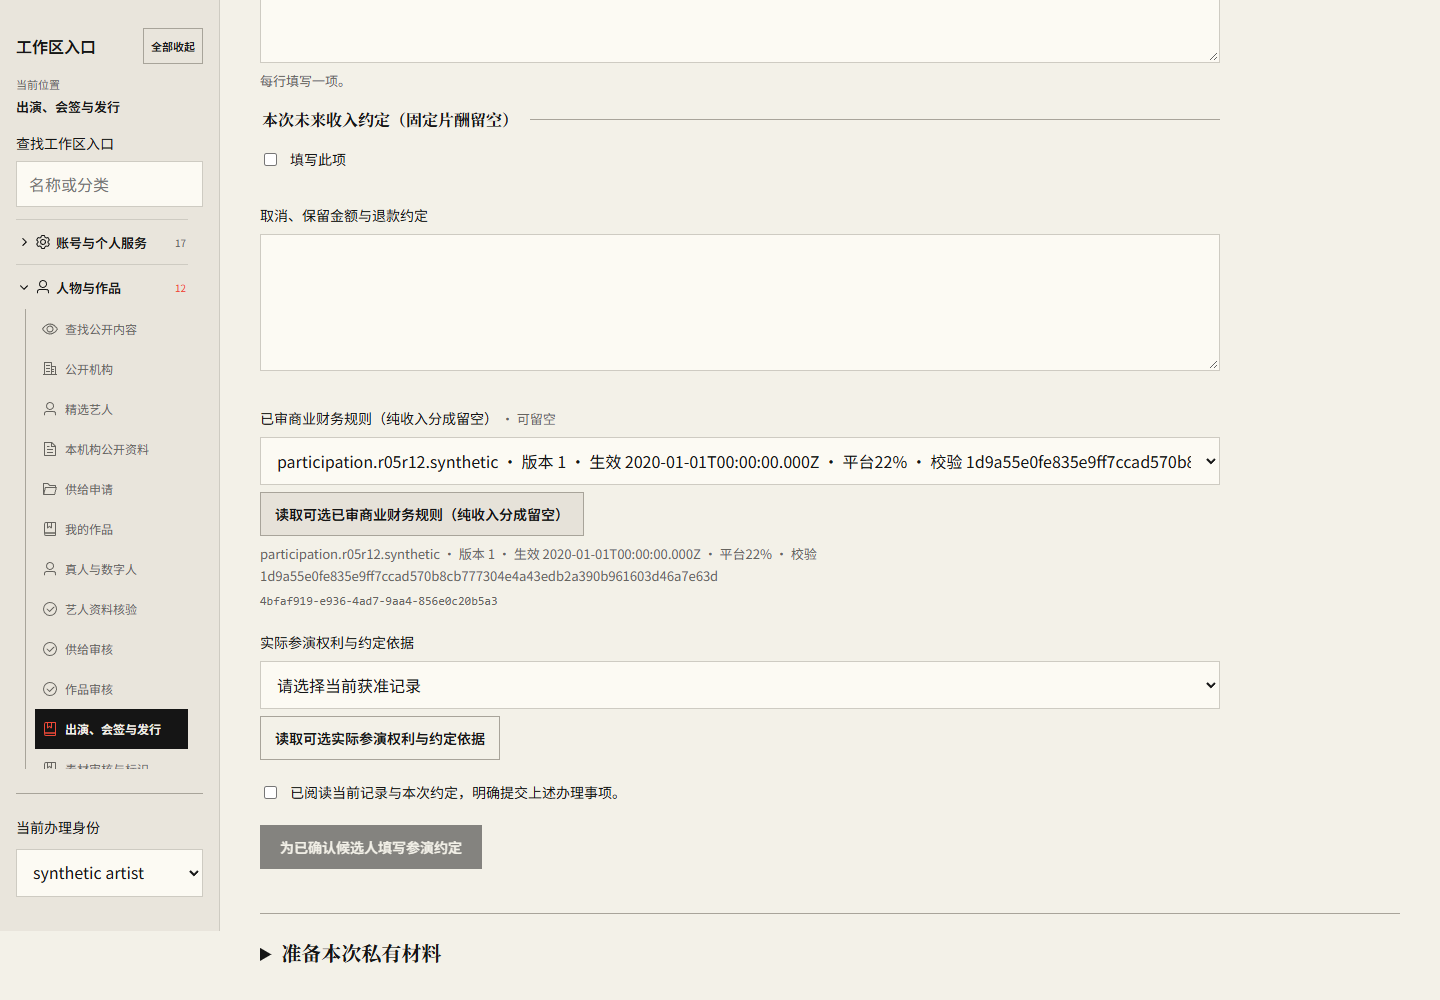 工作区入口
全部收起
当前位置
出演、会签与发行
查找工作区入口
名称或分类
账号与个人服务 17
人物与作品 12
查找公开内容
公开机构
精选艺人
本机构公开资料
供给申请
我的作品
真人与数字人
艺人资料核验
供给审核
作品审核
出演、会签与发行
素材审核与标识
当前办理身份
synthetic artist
每行填写一项。
本次未来收入约定（固定片酬留空）
填写此项
取消、保留金额与退款约定
已审商业财务规则（纯收入分成留空） · 可留空
participation.r05r12.synthetic · 版本 1 · 生效 2020-01-01T00:00:00.000Z · 平台22% · 校验 1d9a55e0fe835e9ff7ccad570b8
读取可选已审商业财务规则（纯收入分成留空）
participation.r05r12.synthetic · 版本 1 · 生效 2020-01-01T00:00:00.000Z · 平台22% · 校验
1d9a55e0fe835e9ff7ccad570b8cb777304e4a43edb2a390b961603d46a7e63d
4bfaf919-e936-4ad7-9aa4-856e0c20b5a3
实际参演权利与约定依据
请选择当前获准记录
读取可选实际参演权利与约定依据
已阅读当前记录与本次约定，明确提交上述办理事项。
为已确认候选人填写参演约定
准备本次私有材料